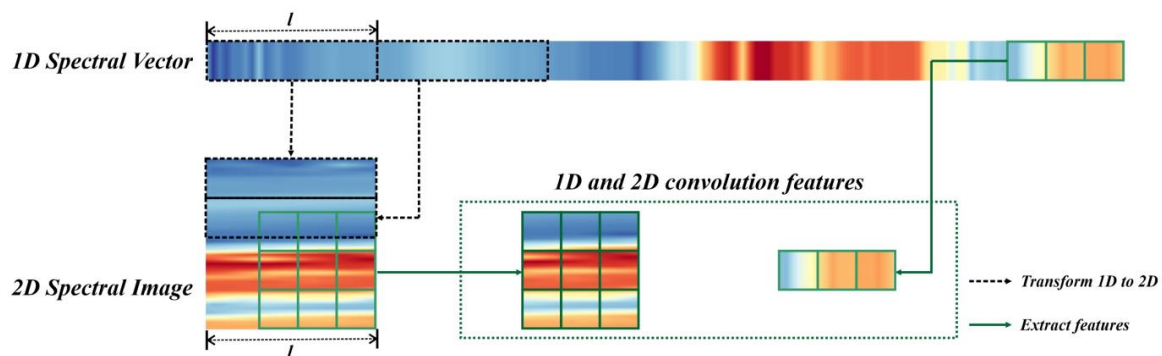 l
1D Spectral Vector
1D and 2D convolution features
2D Spectral Image
Transform 1D to 2D
Extract features
l